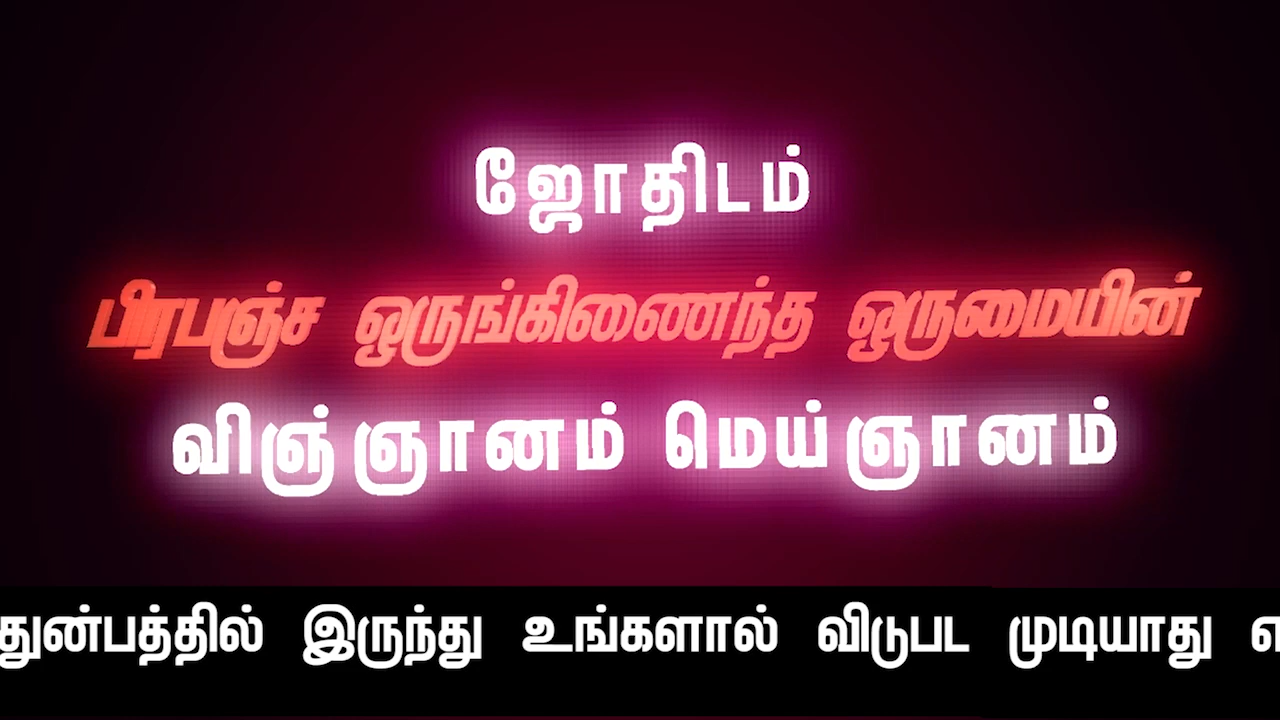 ஜோதிடம்
பிரபஞ்ச ஒருங்கிணைந்த ஒருமையின்
விஞ்ஞானம் மெய்ஞானம்
துன்பத்தில் இருந்து உங்களால் விடுபட முடியாது